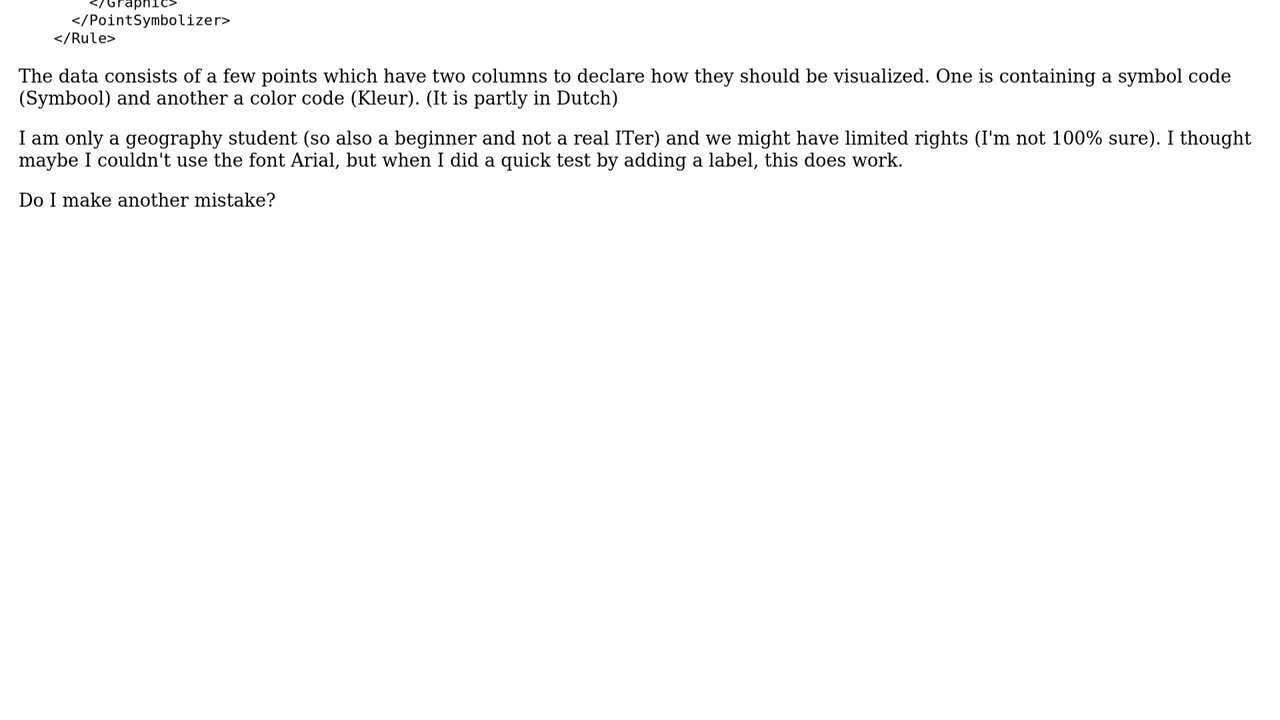 </Graphic>
</PointSymbolizer>
</Rule>
The data consists of a few points which have two columns to declare how they should be visualized. One is containing a symbol code
(Symbool) and another a color code (Kleur). (It is partly in Dutch)
I am only a geography student (so also a beginner and not a real ITer) and we might have limited rights (I'm not 100% sure). I thought
maybe I couldn't use the font Arial, but when I did a quick test by adding a label, this does work.
Do I make another mistake?